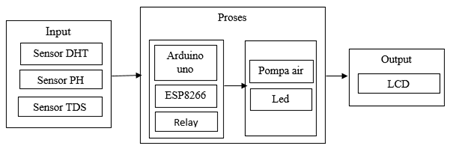 Input
Sensor DHT
Sensor PH
Sensor TDS
Proses
Arduino
uno
ESP8266
Relay
Pompa air
Led
Output
LCD